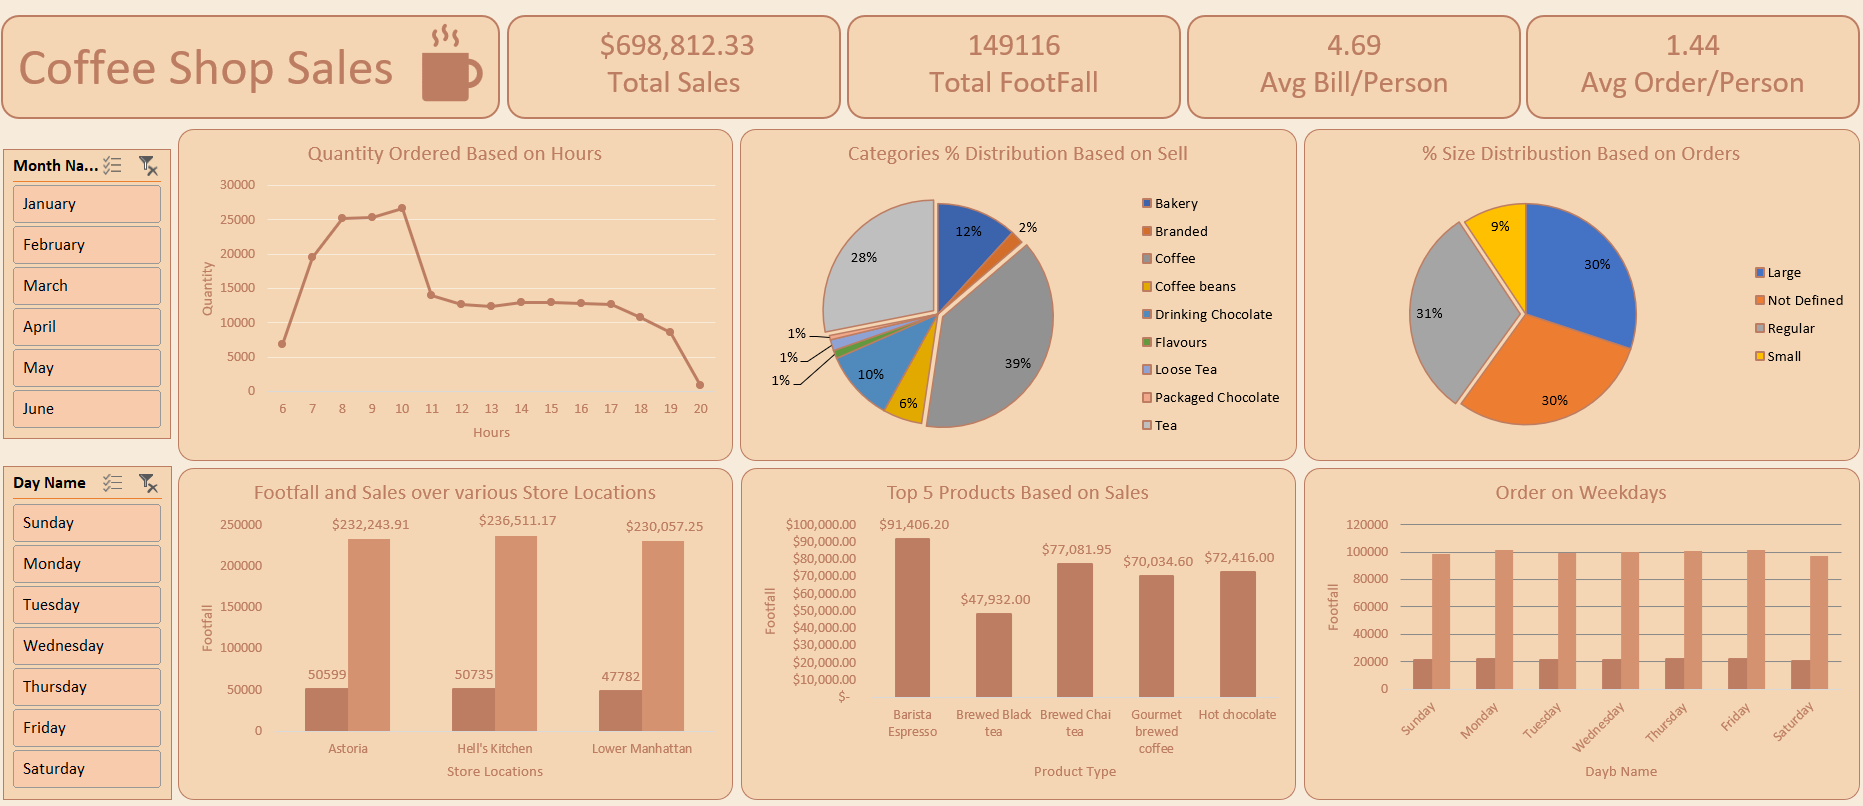 Coffee Shop Sales
$698,812.33
Total Sales
149116
Total FootFall
4.69
Avg Bill/Person
1.44
Avg Order/Person
Month Na...
January
February
March
April
May
June
Day Name
Sunday
Monday
Tuesday
Wednesday
Thursday
Friday
Saturday
Quantity Ordered Based on Hours
30000
25000
20000
15000
10000
5000
0
Quantity
6 7 8 9 10 11 12 13 14 15 16 17 18 19 20
Hours
Categories % Distribution Based on Sell
12%
2%
39%
6%
10%
1%
1%
1%
28%
Bakery
Branded
Coffee
Coffee beans
Drinking Chocolate
Flavours
Loose Tea
Packaged Chocolate
Tea
% Size Distribustion Based on Orders
30%
30%
31%
9%
Large
Not Defined
Regular
Small
Footfall and Sales over various Store Locations
250000
200000
150000
100000
50000
0
Footfall
$232,243.91
$236,511.17
$230,057.25
50599
50735
47782
Astoria
Hell's Kitchen
Lower Manhattan
Store Locations
Top 5 Products Based on Sales
$100,000.00
$90,000.00
$80,000.00
$70,000.00
$60,000.00
$50,000.00
$40,000.00
$30,000.00
$20,000.00
$10,000.00
$-
Footfall
$91,406.20
$47,932.00
$77,081.95
$70,034.60
$72,416.00
Barista
Espresso
Brewed Black
tea
Brewed Chai
tea
Gourmet
brewed
coffee
Hot chocolate
Product Type
Order on Weekdays
120000
100000
80000
60000
40000
20000
0
Footfall
Sunday
Monday
Tuesday
Wednesday
Thursday
Friday
Saturday
Dayb Name